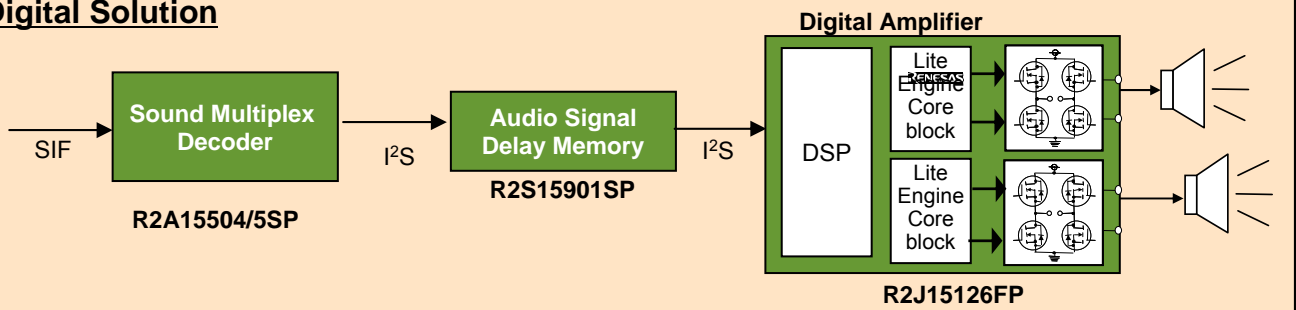 Digital Solution
Digital Amplifier
SIF
Sound Multiplex
Decoder
R2A15504/5SP
I²S
Audio Signal
Delay Memory
R2S15901SP
I²S
DSP
Lite
RENESAS
Engine
Core
block
Lite
Engine
Core
block
R2J15126FP